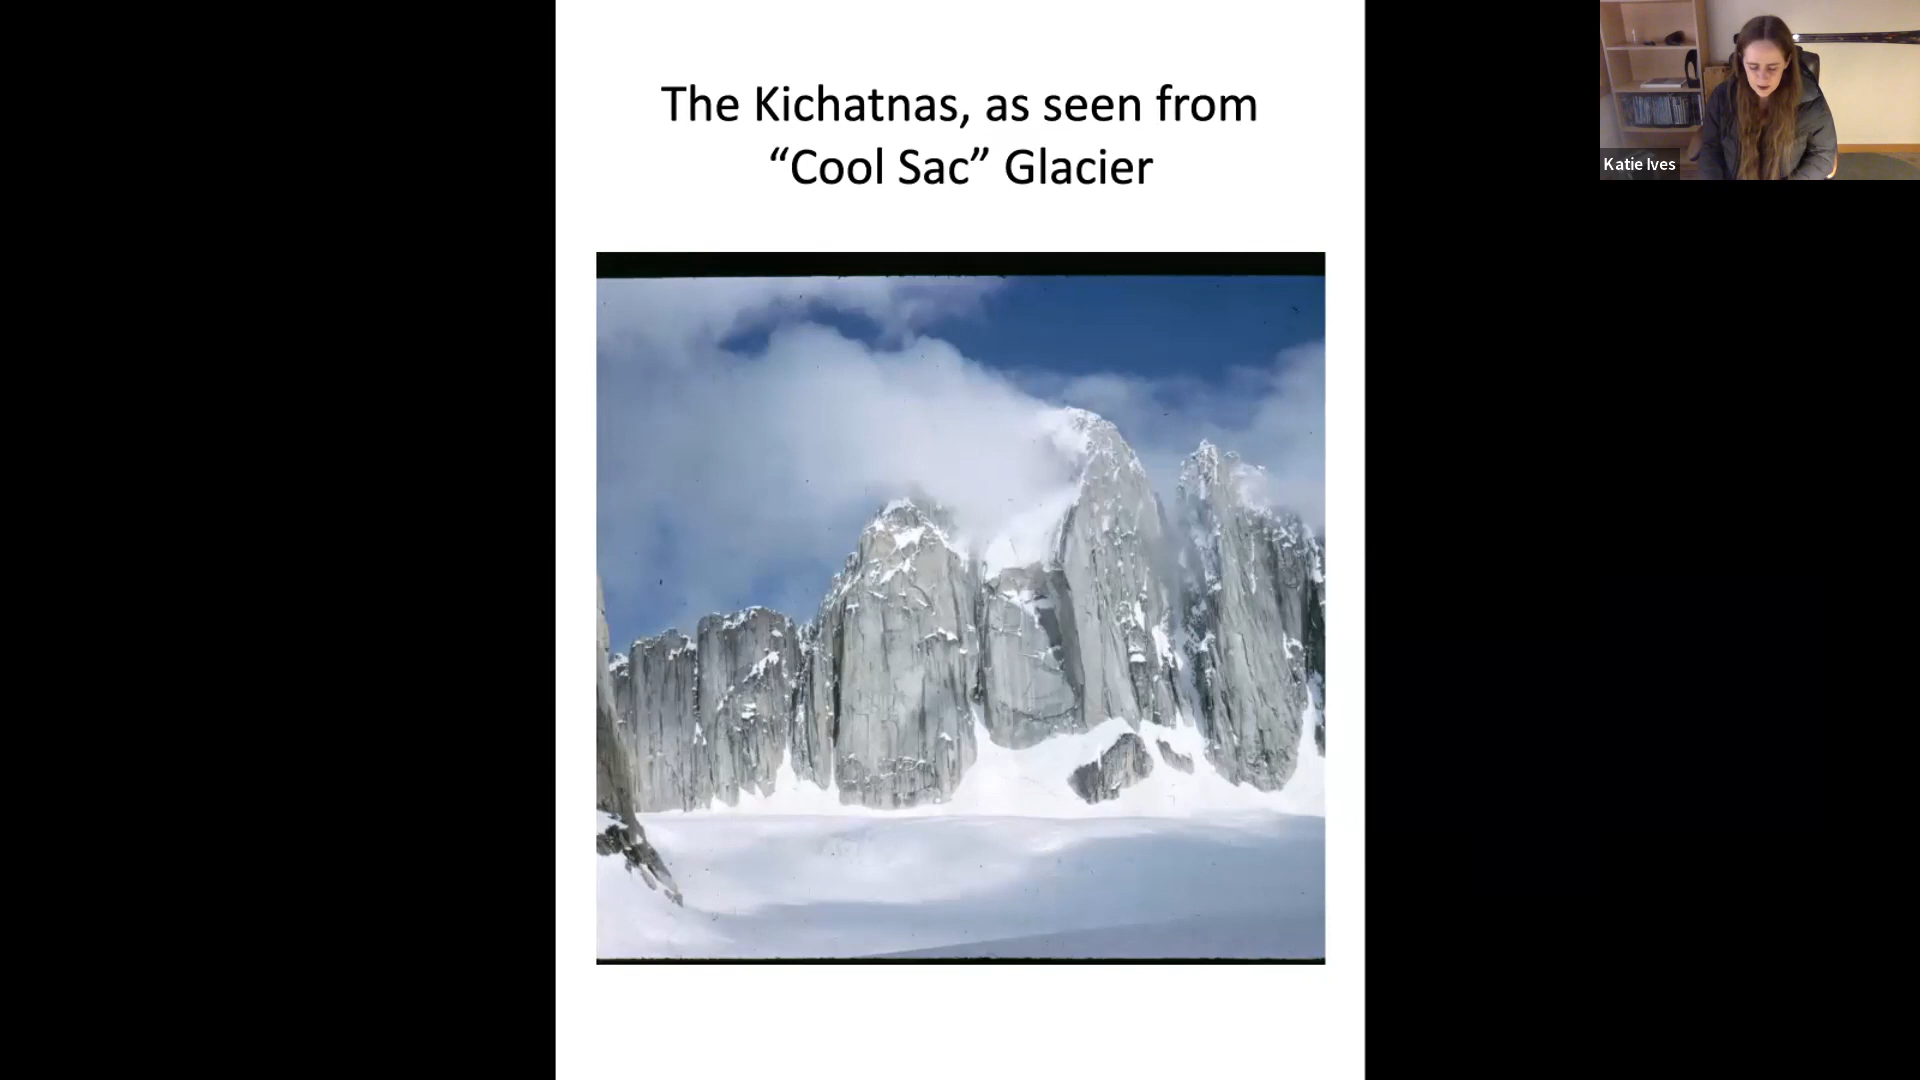 The Kichatnas, as seen from
“Cool Sac” Glacier
Katie Ives